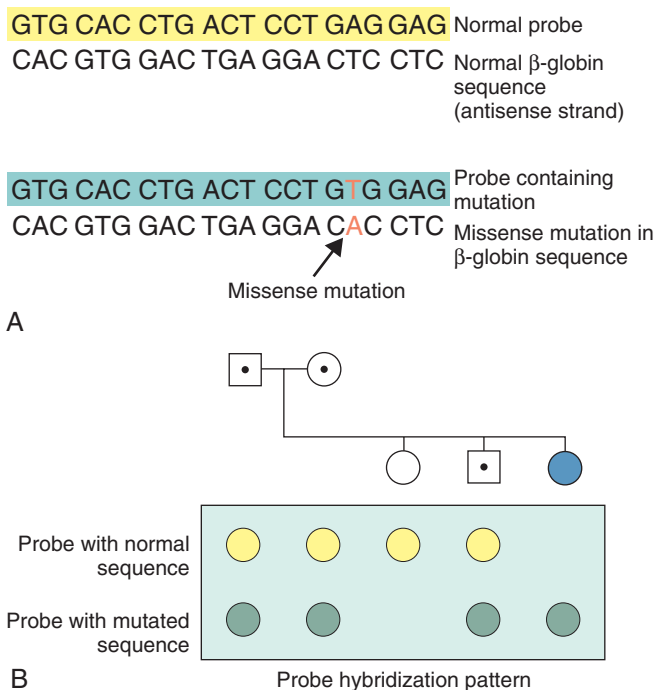 GTG CAC CTG ACT CCT GAG GAG Normal probe
CAC GTG GAC TGA GGA CTC CTC Normal β-globin
sequence
(antisense strand)
GTG CAC CTG ACT CCT GTG GAG Probe containing
mutation
CAC GTG GAC TGA GGA CAC CTC Missense mutation in
β-globin sequence
Missense mutation
A
Probe with normal
sequence
Probe with mutated
sequence
B
Probe hybridization pattern